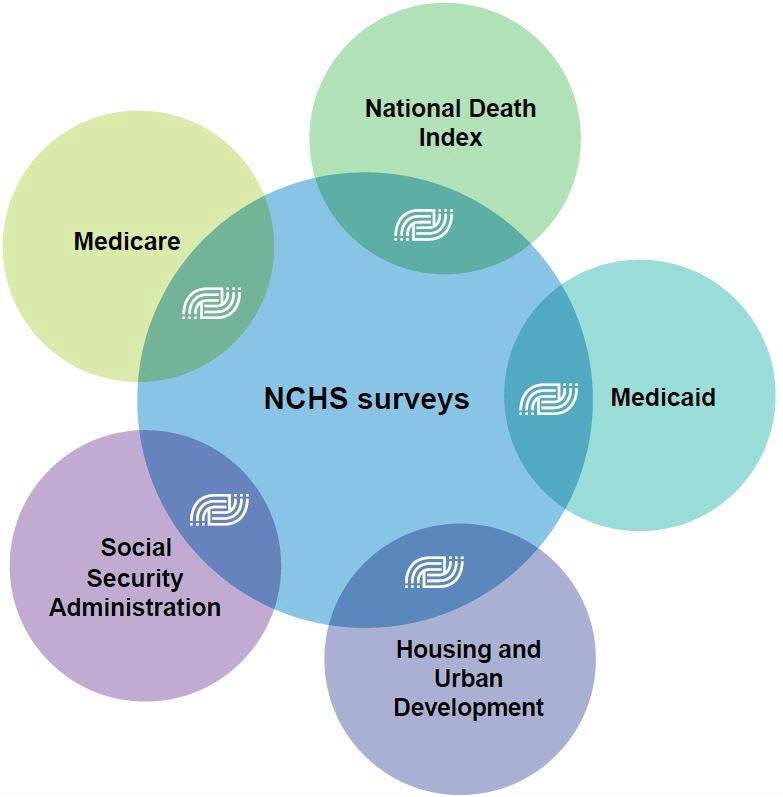 National Death
Index
Medicare
NCHS surveys
Medicaid
Social
Security
Administration
Housing and
Urban
Development